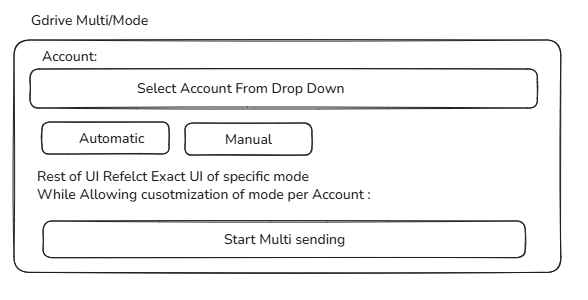 Gdrive Multi/Mode
Account:
Select Account From Drop Down
Automatic
Manual
Rest of UI Refelct Exact UI of specific mode
While Allowing cusotmization of mode per Account :
Start Multi sending